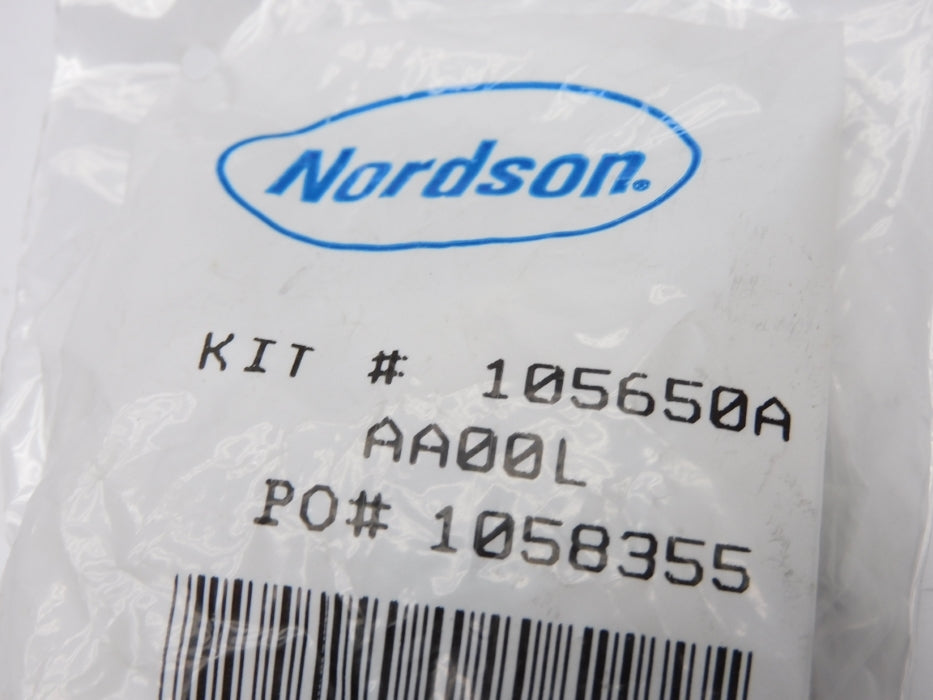 Nordson®
KIT # 105650A
AA00L
PO# 1058355